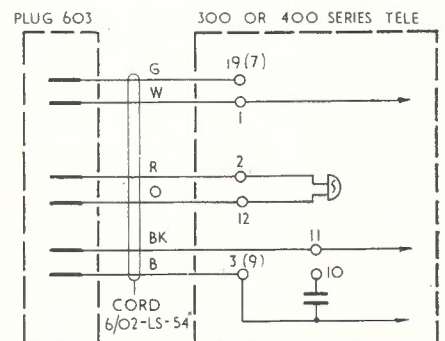 PLUG 603
300 OR 400 SERIES TELE
G
19(7)
W
1
R
2
O
12
BK
11
B
3(9)
10
CORD
6/02-LS-54"